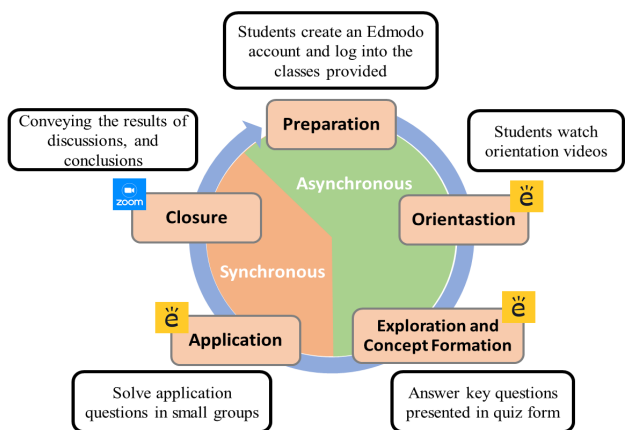 Students create an Edmodo
account and log into the
classes provided
Preparation
Conveying the results of
discussions, and
conclusions
Students watch
orientation videos
Asynchronous
zoom
Closure
Orientastion
Synchronous
Application
Exploration and
Concept Formation
Solve application
questions in small groups
Answer key questions
presented in quiz form